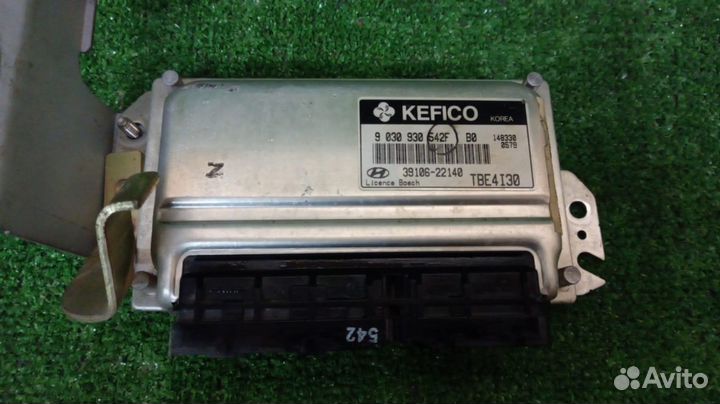 KEFICO
KOREA
9 030 930 542F B0
148330
0579
39106-22140
Licence Bosch
TBE4I30
Z
542
Avito